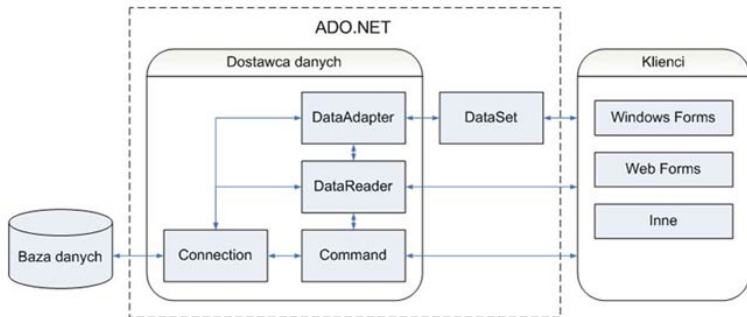 ADO.NET
Dostawca danych
Klienci
DataAdapter
DataSet
Windows Forms
DataReader
Web Forms
Inne
Baza danych
Connection
Command